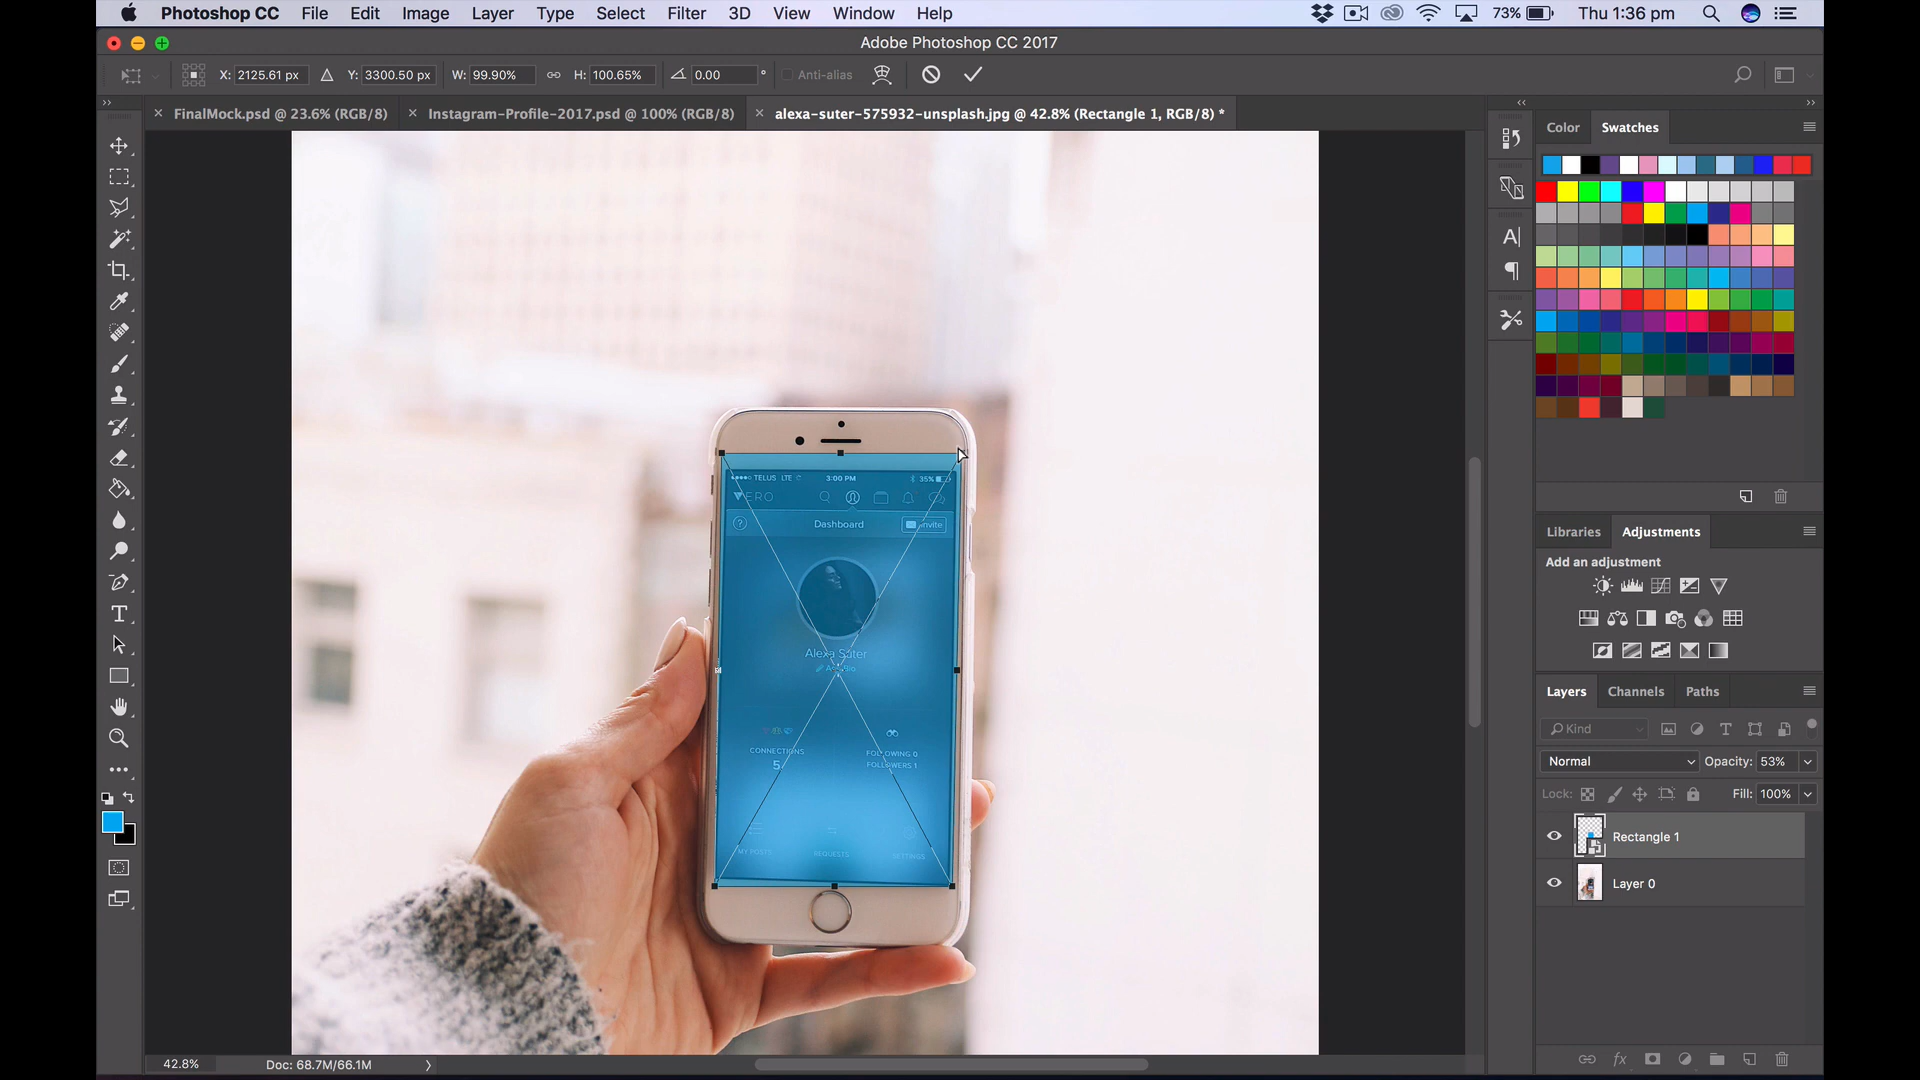 Photoshop CC File Edit Image Layer Type Select Filter 3D View Window Help 73% Thu 1:36 pm
Adobe Photoshop CC 2017
X: 2125.61 px Y: 3300.50 px W: 99.90% H: 100.65% 0.00 ° Anti-alias
FinalMock.psd @ 23.6% (RGB/8) Instagram-Profile-2017.psd @ 100% (RGB/8) alexa-suter-575932-unsplash.jpg @ 42.8% (Rectangle 1, RGB/8) *
Color Swatches
TELUS LTE 3:00 PM 35%
VERO
Dashboard Invite
Alexa Suter
Add Bio
CONNECTIONS
5
FOLLOWING 0
FOLLOWERS 1
MY POSTS REQUESTS SETTINGS
Libraries Adjustments
Add an adjustment
Layers Channels Paths
Kind
Normal Opacity: 53%
Lock: Fill: 100%
Rectangle 1
Layer 0
42.8% Doc: 68.7M/66.1M